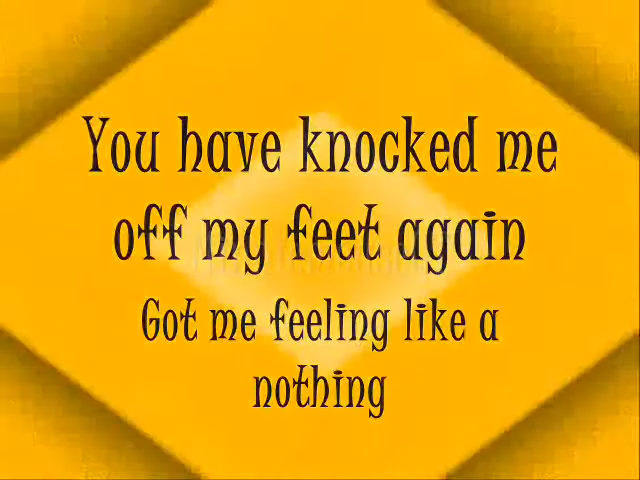 You have knocked me
off my feet again
Got me feeling like a
nothing